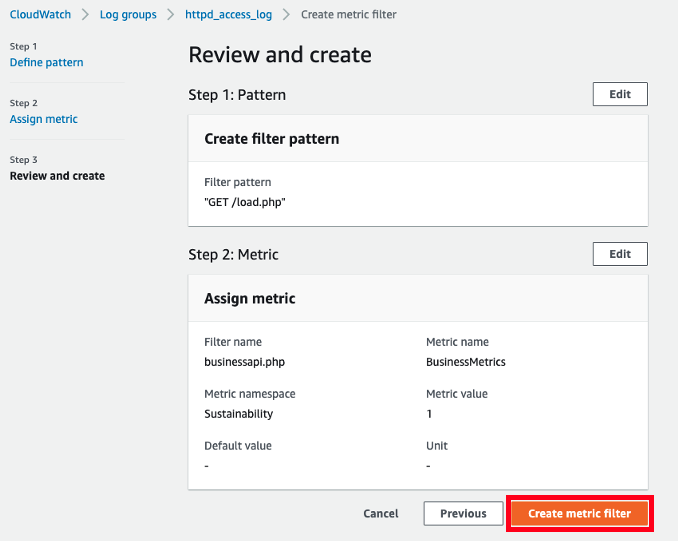 CloudWatch > Log groups > httpd_access_log > Create metric filter
Step 1
Define pattern
Step 2
Assign metric
Step 3
Review and create
Review and create
Step 1: Pattern
Edit
Create filter pattern
Filter pattern
"GET /load.php"
Step 2: Metric
Edit
Assign metric
Filter name
businessapi.php
Metric name
BusinessMetrics
Metric namespace
Sustainability
Metric value
1
Default value
-
Unit
-
Cancel
Previous
Create metric filter